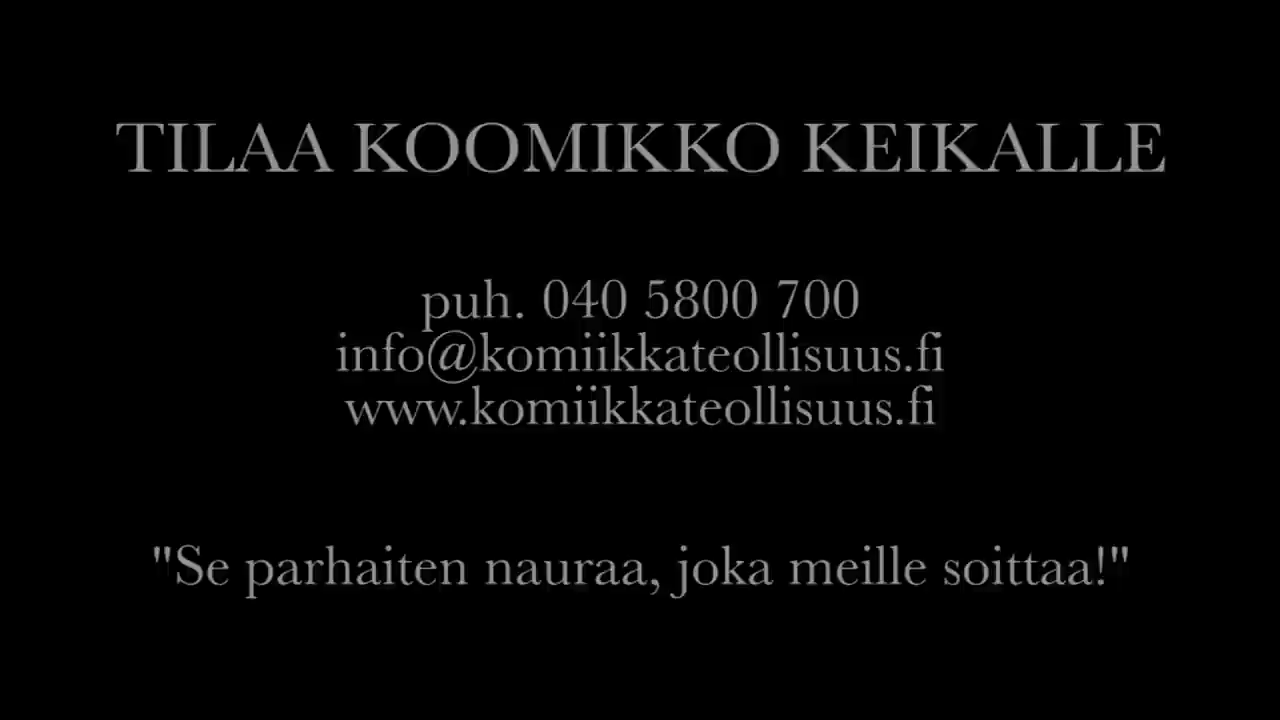 TILAA KOOMIKKO KEIKALLE
puh. 040 5800 700
info@komiikkateollisuus.fi
www.komiikkateollisuus.fi
"Se parhaiten nauraa, joka meille soittaa!"